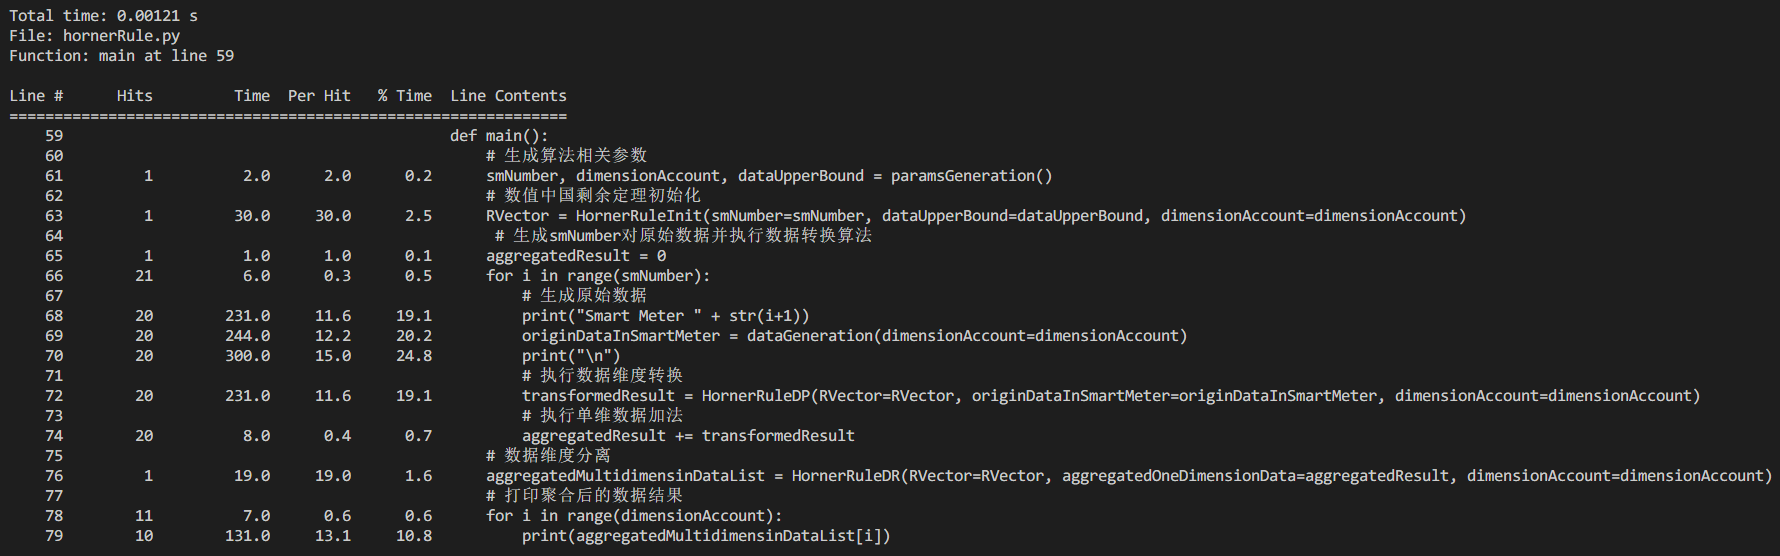 Total time: 0.00121 s
File: hornerRule.py
Function: main at line 59
Line #      Hits         Time  Per Hit   % Time  Line Contents
==============================================================
    59                                           def main():
    60                                               # 生成算法相关参数
    61         1          2.0      2.0      0.2      smNumber, dimensionAccount, dataUpperBound = paramsGeneration()
    62                                               # 数值中国剩余定理初始化
    63         1         30.0     30.0      2.5      RVector = HornerRuleInit(smNumber=smNumber, dataUpperBound=dataUpperBound, dimensionAccount=dimensionAccount)
    64                                                # 生成smNumber对原始数据并执行数据转换算法
    65         1          1.0      1.0      0.1      aggregatedResult = 0
    66        21          6.0      0.3      0.5      for i in range(smNumber):
    67                                                   # 生成原始数据
    68        20        231.0     11.6     19.1          print("Smart Meter " + str(i+1))
    69        20        244.0     12.2     20.2          originDataInSmartMeter = dataGeneration(dimensionAccount=dimensionAccount)
    70        20        300.0     15.0     24.8          print("\n")
    71                                                   # 执行数据维度转换
    72        20        231.0     11.6     19.1          transformedResult = HornerRuleDP(RVector=RVector, originDataInSmartMeter=originDataInSmartMeter, dimensionAccount=dimensionAccount)
    73                                                   # 执行单维数据加法
    74        20          8.0      0.4      0.7          aggregatedResult += transformedResult
    75                                               # 数据维度分离
    76         1         19.0     19.0      1.6      aggregatedMultidimensinDataList = HornerRuleDR(RVector=RVector, aggregatedOneDimensionData=aggregatedResult, dimensionAccount=dimensionAccount)
    77                                               # 打印聚合后的数据结果
    78        11          7.0      0.6      0.6      for i in range(dimensionAccount):
    79        10        131.0     13.1     10.8          print(aggregatedMultidimensinDataList[i])